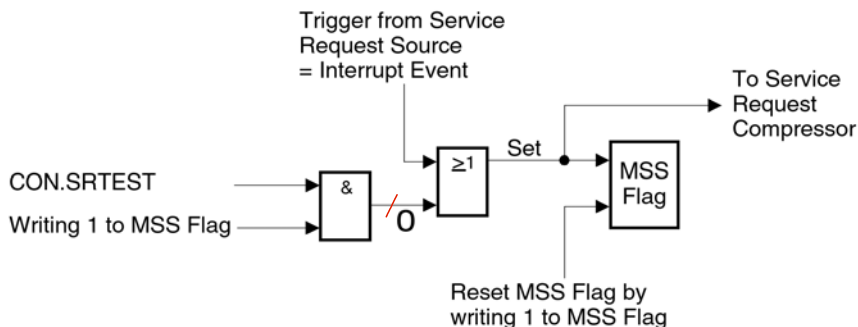 Trigger from Service
Request Source
= Interrupt Event
To Service
Request
Compressor
Set
≥1
MSS
Flag
CON.SRTEST
&
Writing 1 to MSS Flag
0
Reset MSS Flag by
writing 1 to MSS Flag